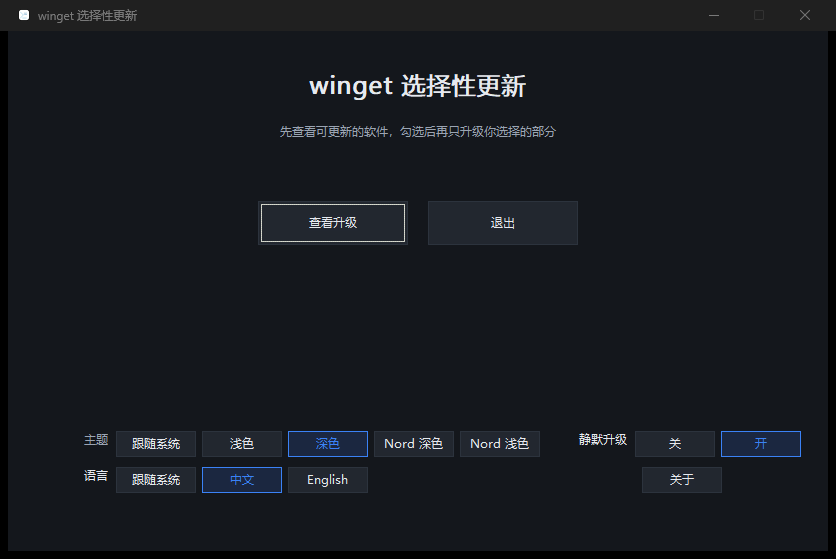 winget 选择性更新
winget 选择性更新
先查看可更新的软件，勾选后再只升级你选择的部分
查看升级 退出
主题 跟随系统 浅色 深色 Nord 深色 Nord 浅色 静默升级 关 开
语言 跟随系统 中文 English 关于